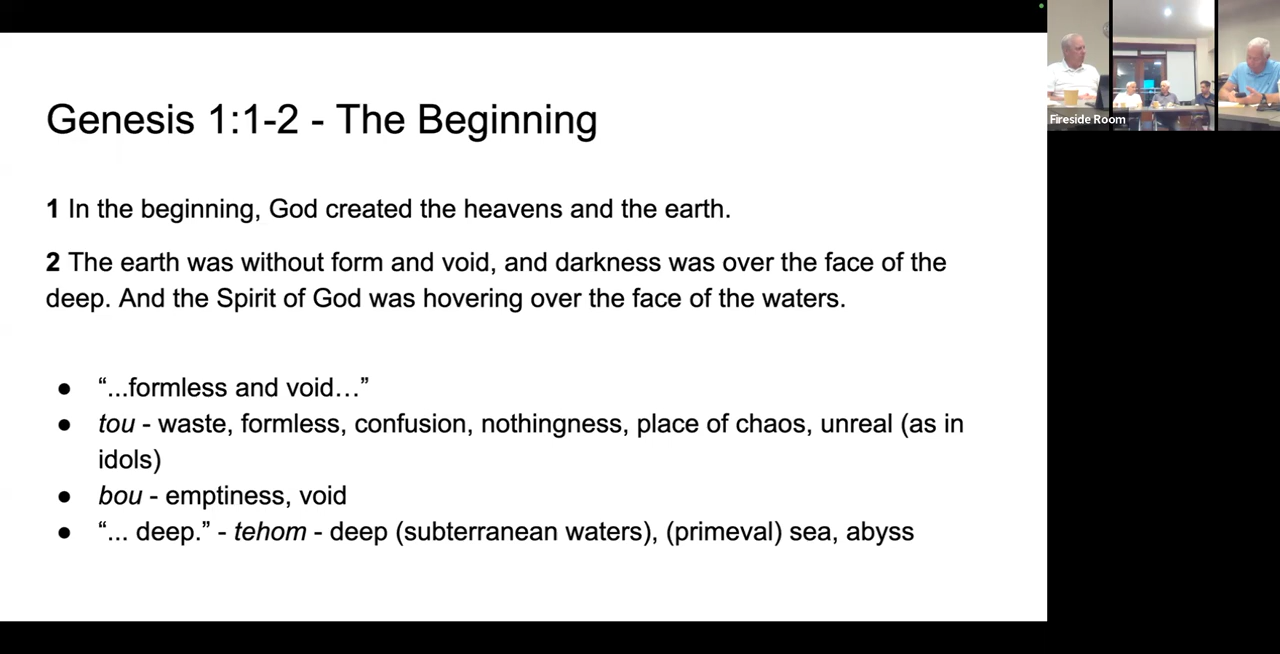 Genesis 1:1-2 - The Beginning
1 In the beginning, God created the heavens and the earth.
2 The earth was without form and void, and darkness was over the face of the
deep. And the Spirit of God was hovering over the face of the waters.
● “...formless and void…”
● tou - waste, formless, confusion, nothingness, place of chaos, unreal (as in
idols)
● bou - emptiness, void
● “... deep.” - tehom - deep (subterranean waters), (primeval) sea, abyss
Fireside Room